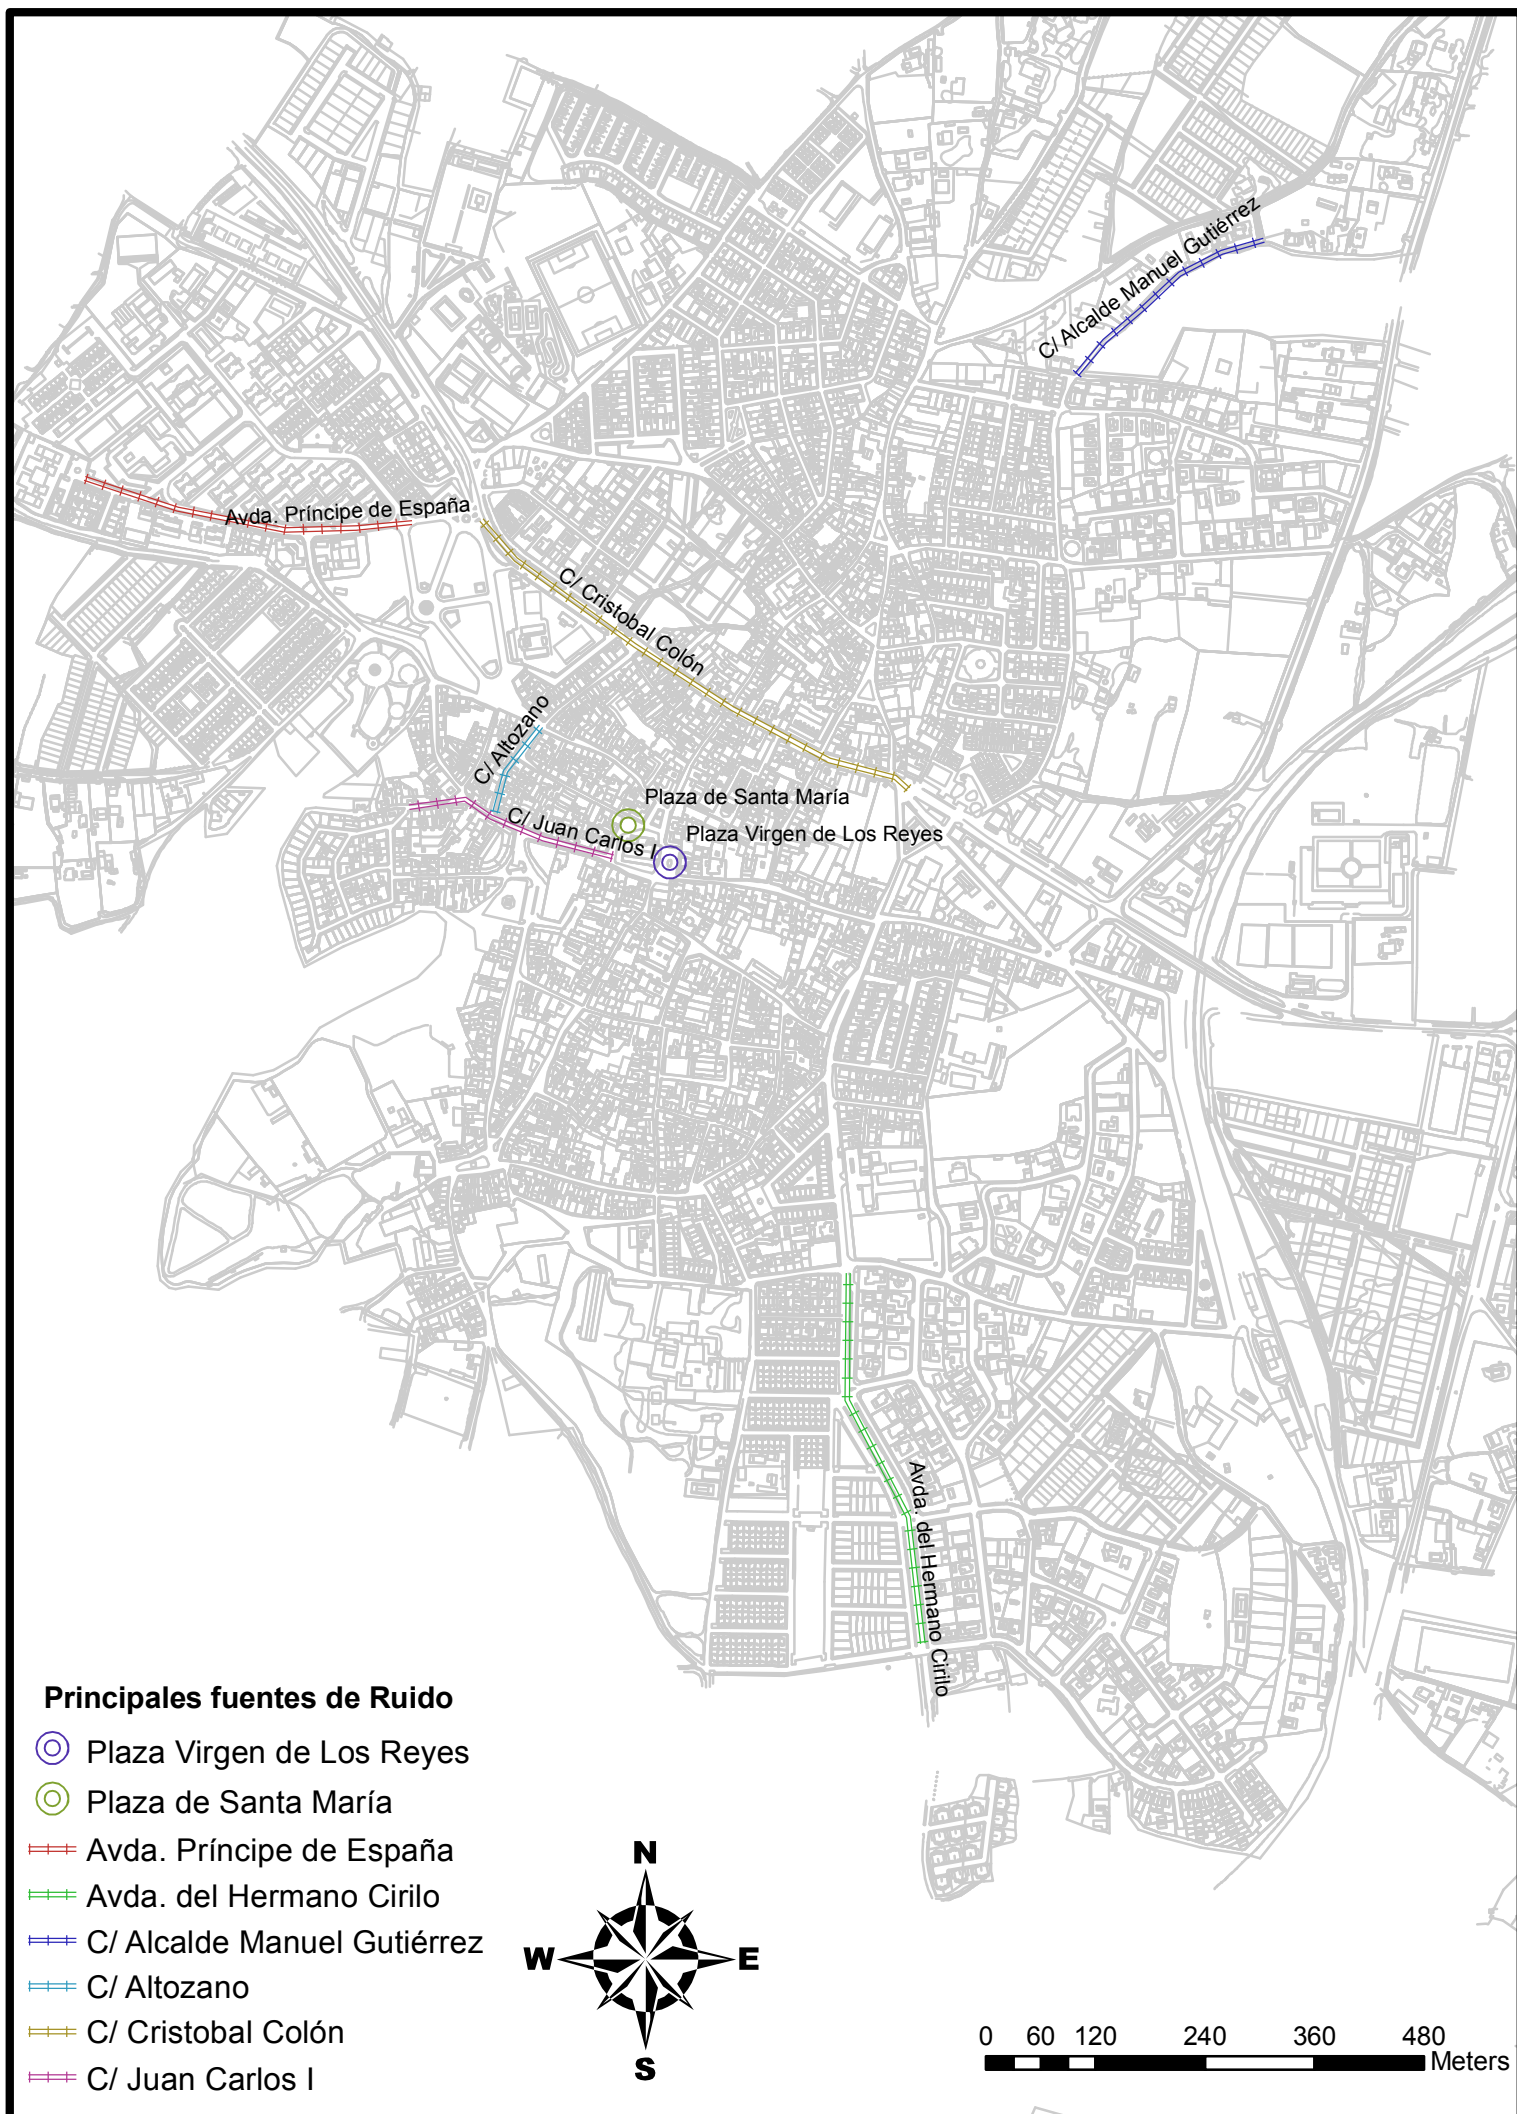 C/ Alcalde Manuel Gutiérrez
Avda. Príncipe de España
C/ Cristobal Colón
C/ Altozano
Plaza de Santa María
C/ Juan Carlos I
Plaza Virgen de Los Reyes
Avda. del Hermano Cirilo
Principales fuentes de Ruido
Plaza Virgen de Los Reyes
Plaza de Santa María
Avda. Príncipe de España
Avda. del Hermano Cirilo
C/ Alcalde Manuel Gutiérrez
C/ Altozano
C/ Cristobal Colón
C/ Juan Carlos I
N
W E
S
0 60 120 240 360 480
Meters